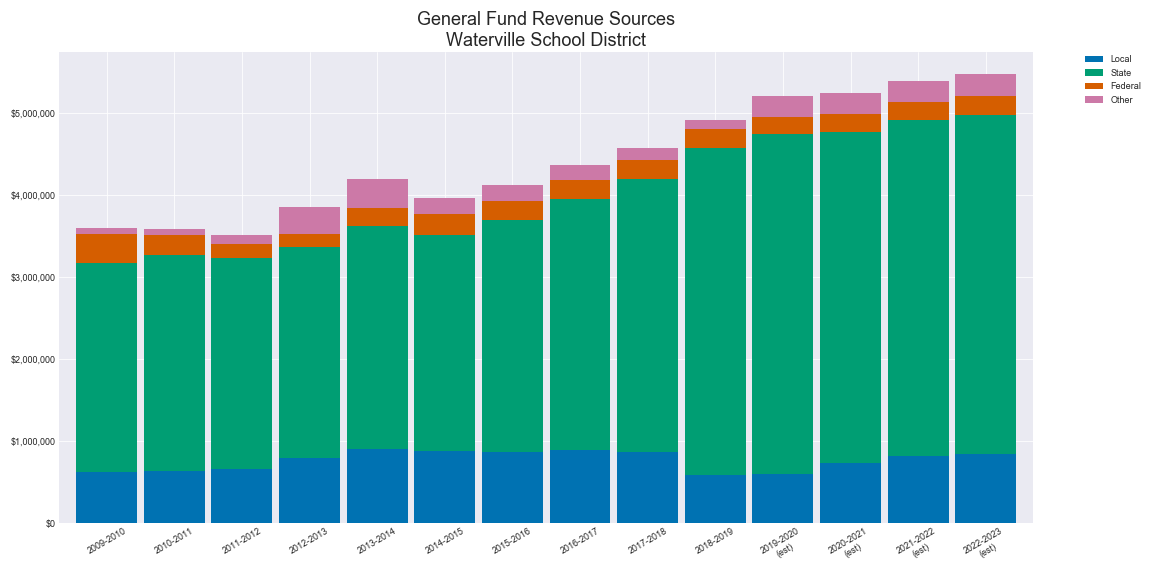 General Fund Revenue Sources
Waterville School District
Local
State
Federal
Other
$5,000,000
$4,000,000
$3,000,000
$2,000,000
$1,000,000
$0
2009-2010
2010-2011
2011-2012
2012-2013
2013-2014
2014-2015
2015-2016
2016-2017
2017-2018
2018-2019
2019-2020
(est)
2020-2021
(est)
2021-2022
(est)
2022-2023
(est)